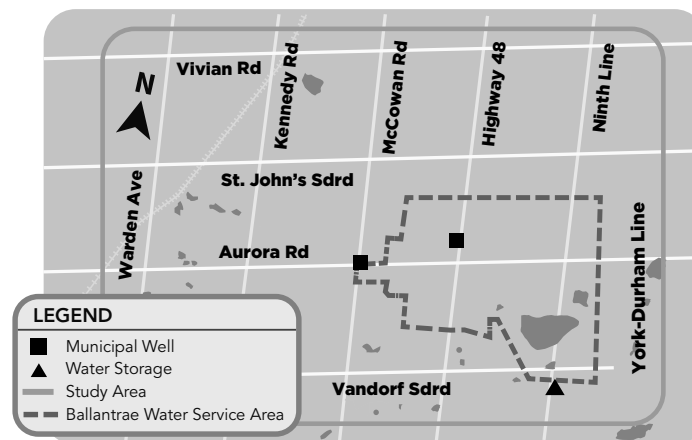 N
Vivian Rd
Kennedy Rd
McCowan Rd
Highway 48
Ninth Line
St. John's Sdrd
Warden Ave
Aurora Rd
York-Durham Line
Vandorf Sdrd
LEGEND
Municipal Well
Water Storage
Study Area
Ballantrae Water Service Area